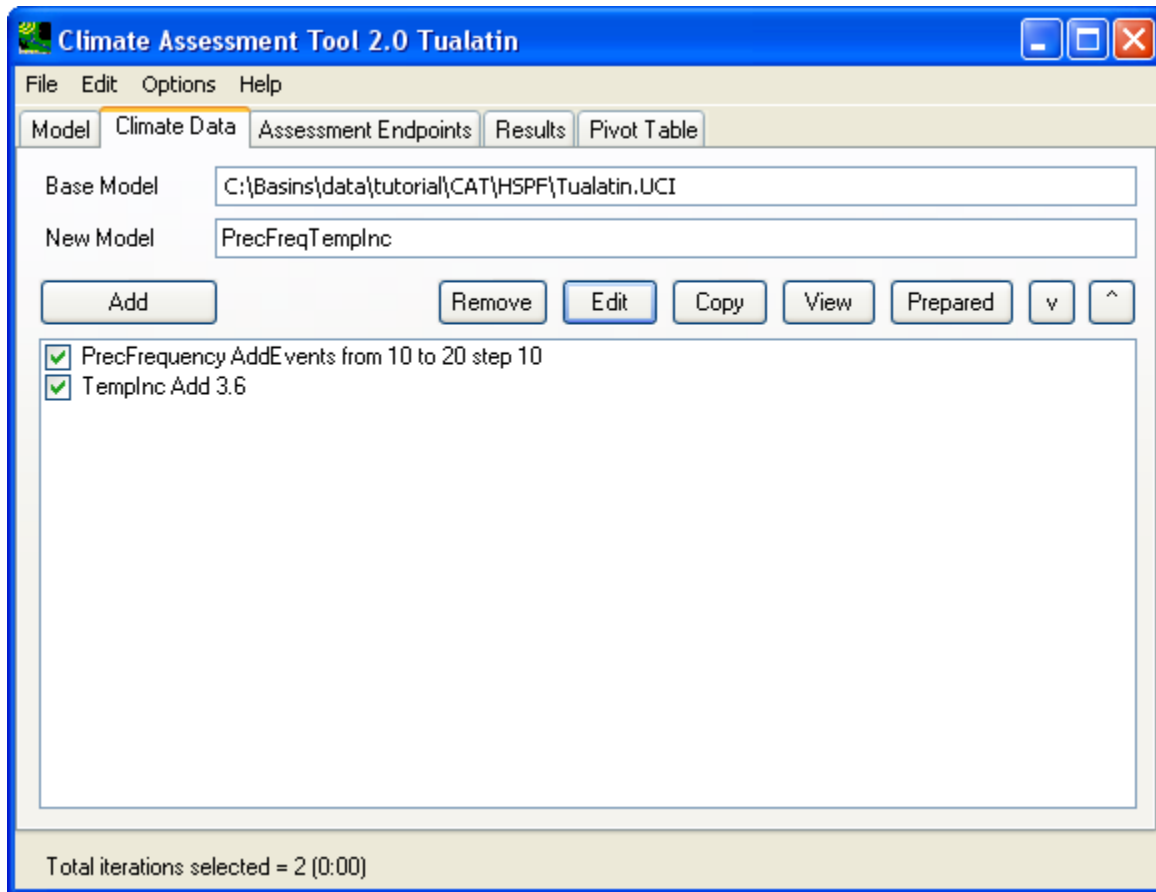 Climate Assessment Tool 2.0 Tualatin
File Edit Options Help
Model Climate Data Assessment Endpoints Results Pivot Table
Base Model C:\Basins\data\tutorial\CAT\HSPF\Tualatin.UCI
New Model PrecFreqTempInc
Add Remove Edit Copy View Prepared v ^
PrecFrequency AddEvents from 10 to 20 step 10
TempInc Add 3.6
Total iterations selected = 2 (0:00)